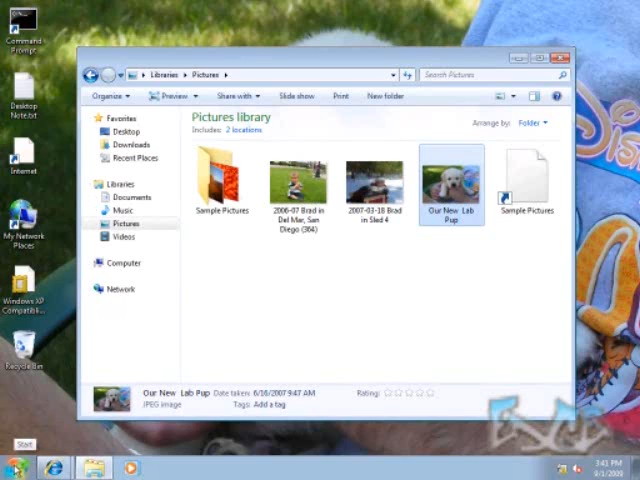 Command
Prompt
Desktop
Note.txt
Internet
My Network
Places
Windows XP
Compatibili...
Recycle Bin
Libraries
Pictures
Search Pictures
Organize
Preview
Share with
Slide show
Print
New folder
Favorites
Desktop
Downloads
Recent Places
Libraries
Documents
Music
Pictures
Videos
Computer
Network
Pictures library
Includes: 2 locations
Arrange by: Folder
Sample Pictures
2006-07 Brad in
Del Mar, San
Diego (364)
2007-03-18 Brad
in Sled 4
Our New Lab
Pup
Sample Pictures
Our New Lab Pup Date taken: 6/16/2007 9:47 AM
Rating:
JPEG image
Tags: Add a tag
Start
3:41 PM
9/1/2009